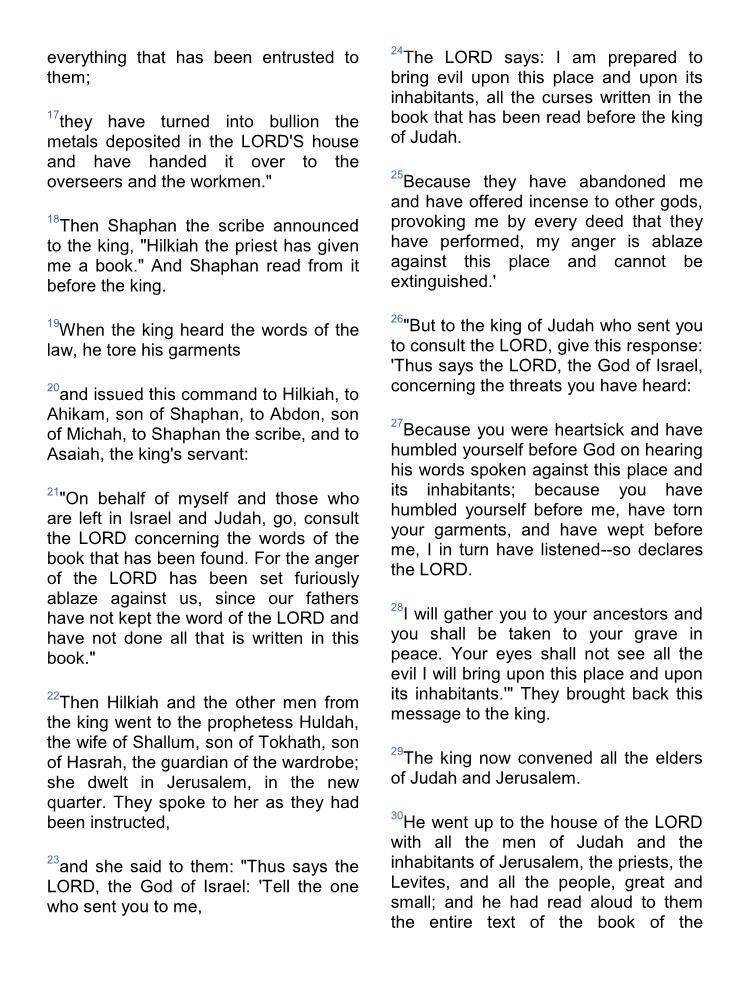 everything that has been entrusted to
them;
17they have turned into bullion the
metals deposited in the LORD'S house
and have handed it over to the
overseers and the workmen."
18Then Shaphan the scribe announced
to the king, "Hilkiah the priest has given
me a book." And Shaphan read from it
before the king.
19When the king heard the words of the
law, he tore his garments
20and issued this command to Hilkiah, to
Ahikam, son of Shaphan, to Abdon, son
of Michah, to Shaphan the scribe, and to
Asaiah, the king's servant:
21"On behalf of myself and those who
are left in Israel and Judah, go, consult
the LORD concerning the words of the
book that has been found. For the anger
of the LORD has been set furiously
ablaze against us, since our fathers
have not kept the word of the LORD and
have not done all that is written in this
book."
22Then Hilkiah and the other men from
the king went to the prophetess Huldah,
the wife of Shallum, son of Tokhath, son
of Hasrah, the guardian of the wardrobe;
she dwelt in Jerusalem, in the new
quarter. They spoke to her as they had
been instructed,
23and she said to them: "Thus says the
LORD, the God of Israel: 'Tell the one
who sent you to me,
24The LORD says: I am prepared to
bring evil upon this place and upon its
inhabitants, all the curses written in the
book that has been read before the king
of Judah.
25Because they have abandoned me
and have offered incense to other gods,
provoking me by every deed that they
have performed, my anger is ablaze
against this place and cannot be
extinguished.'
26"But to the king of Judah who sent you
to consult the LORD, give this response:
'Thus says the LORD, the God of Israel,
concerning the threats you have heard:
27Because you were heartsick and have
humbled yourself before God on hearing
his words spoken against this place and
its inhabitants; because you have
humbled yourself before me, have torn
your garments, and have wept before
me, I in turn have listened--so declares
the LORD.
28I will gather you to your ancestors and
you shall be taken to your grave in
peace. Your eyes shall not see all the
evil I will bring upon this place and upon
its inhabitants.'" They brought back this
message to the king.
29The king now convened all the elders
of Judah and Jerusalem.
30He went up to the house of the LORD
with all the men of Judah and the
inhabitants of Jerusalem, the priests, the
Levites, and all the people, great and
small; and he had read aloud to them
the entire text of the book of the